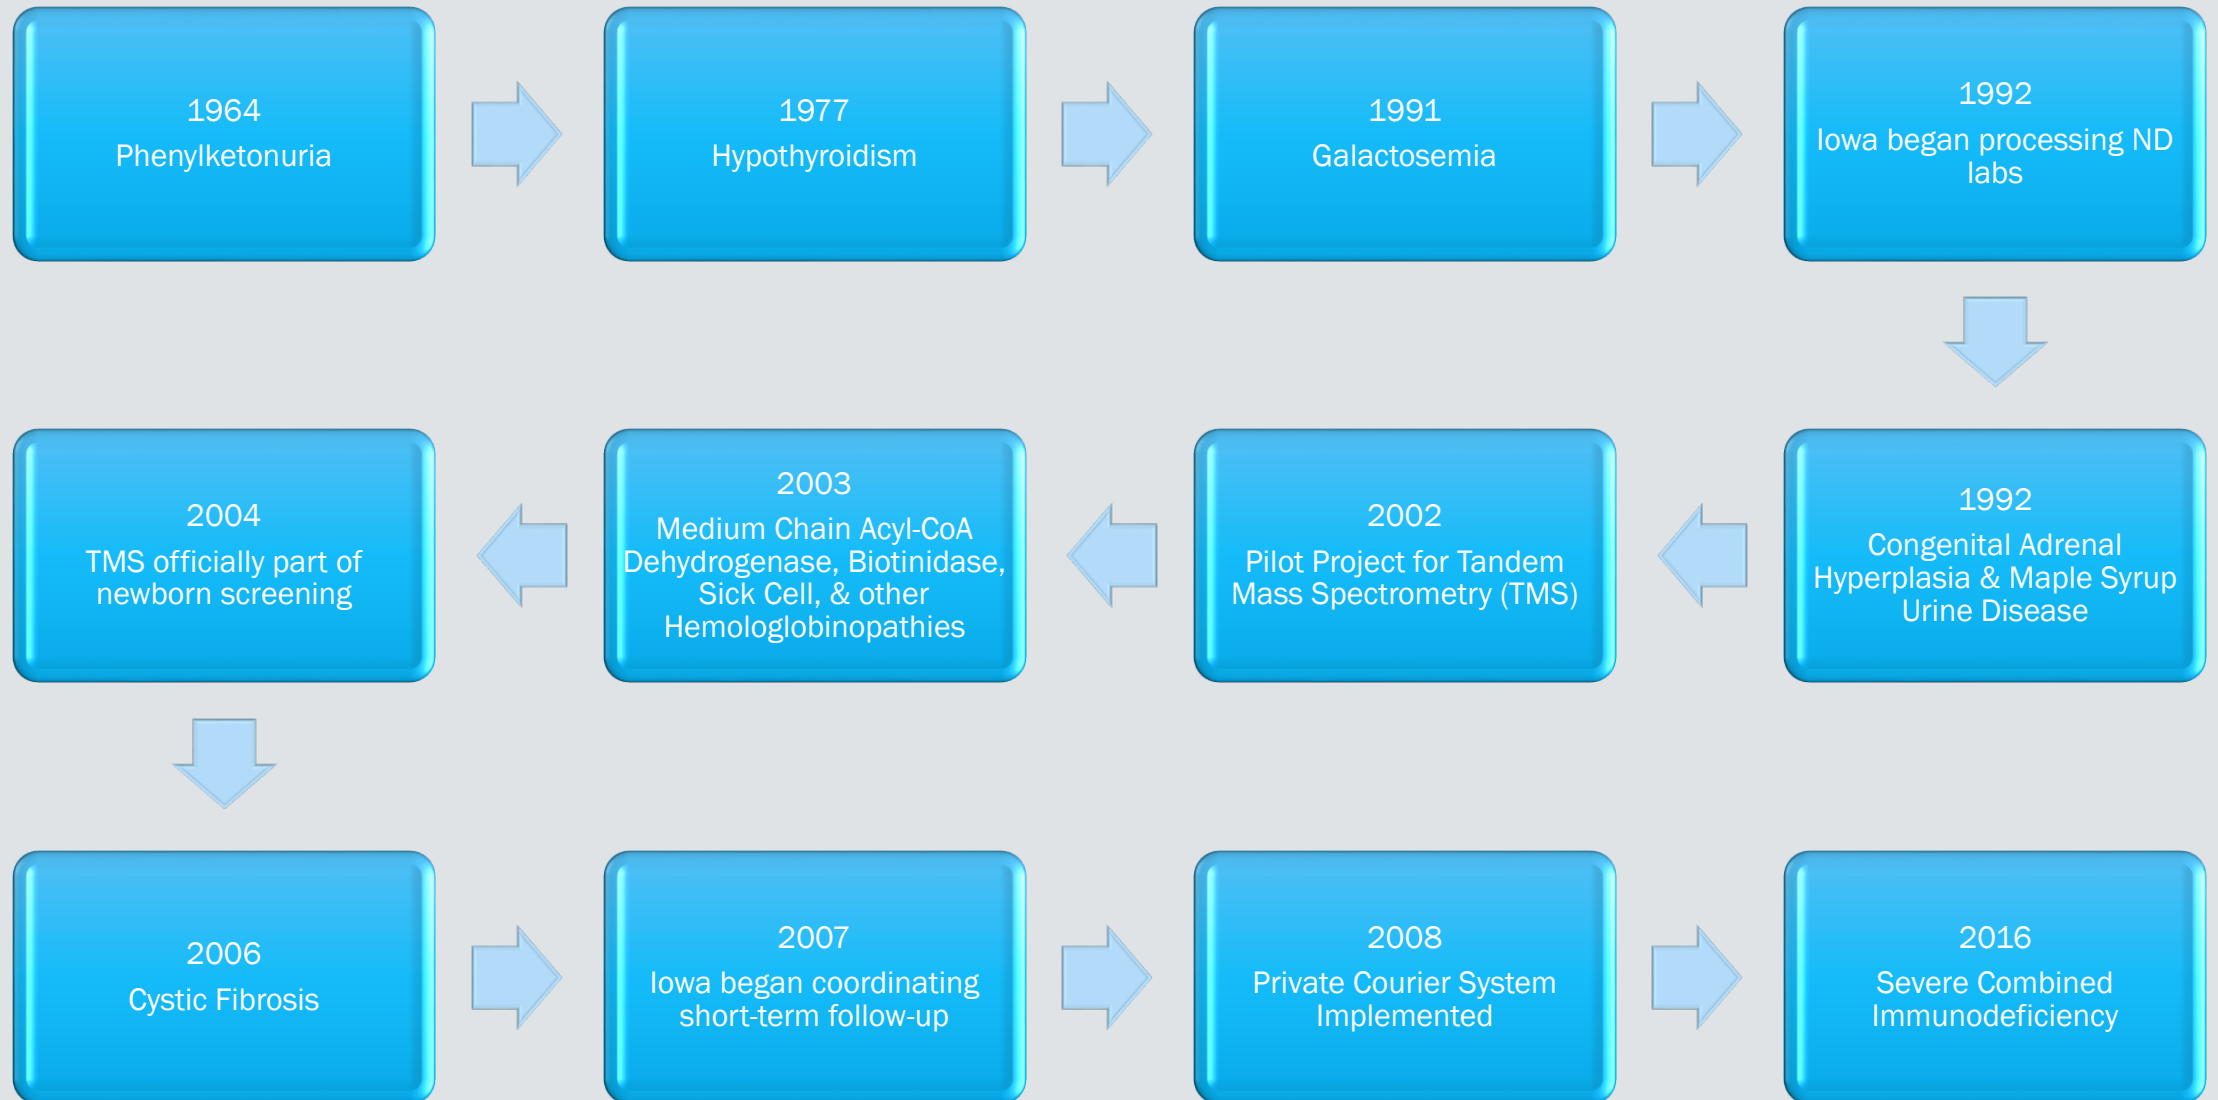 1964
Phenylketonuria
1977
Hypothyroidism
1991
Galactosemia
1992
Iowa began processing ND
labs
1992
Congenital Adrenal
Hyperplasia & Maple Syrup
Urine Disease
2002
Pilot Project for Tandem
Mass Spectrometry (TMS)
2003
Medium Chain Acyl-CoA
Dehydrogenase, Biotinidase,
Sick Cell, & other
Hemologlobinopathies
2004
TMS officially part of
newborn screening
2006
Cystic Fibrosis
2007
Iowa began coordinating
short-term follow-up
2008
Private Courier System
Implemented
2016
Severe Combined
Immunodeficiency